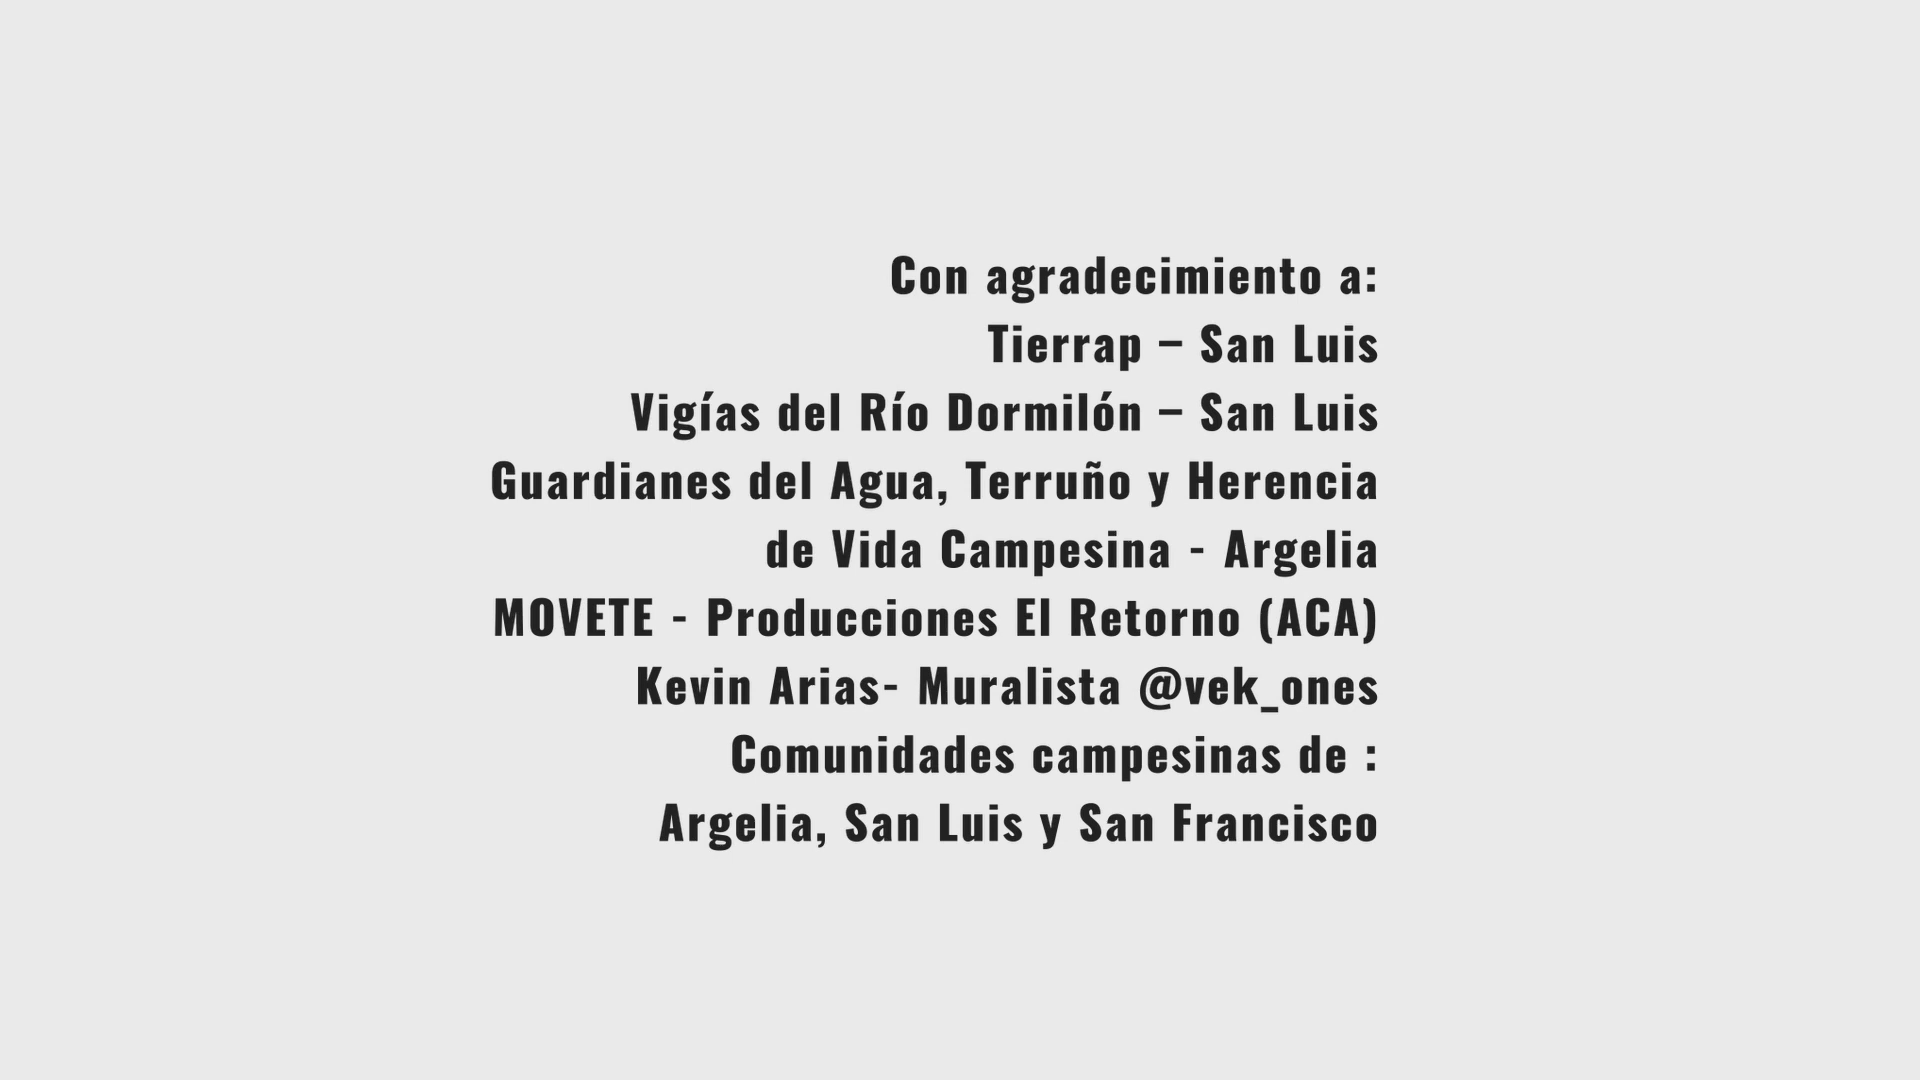 Con agradecimiento a:
Tierrap – San Luis
Vigías del Río Dormilón – San Luis
Guardianes del Agua, Terruño y Herencia
de Vida Campesina - Argelia
MOVETE - Producciones El Retorno (ACA)
Kevin Arias- Muralista @vek_ones
Comunidades campesinas de :
Argelia, San Luis y San Francisco